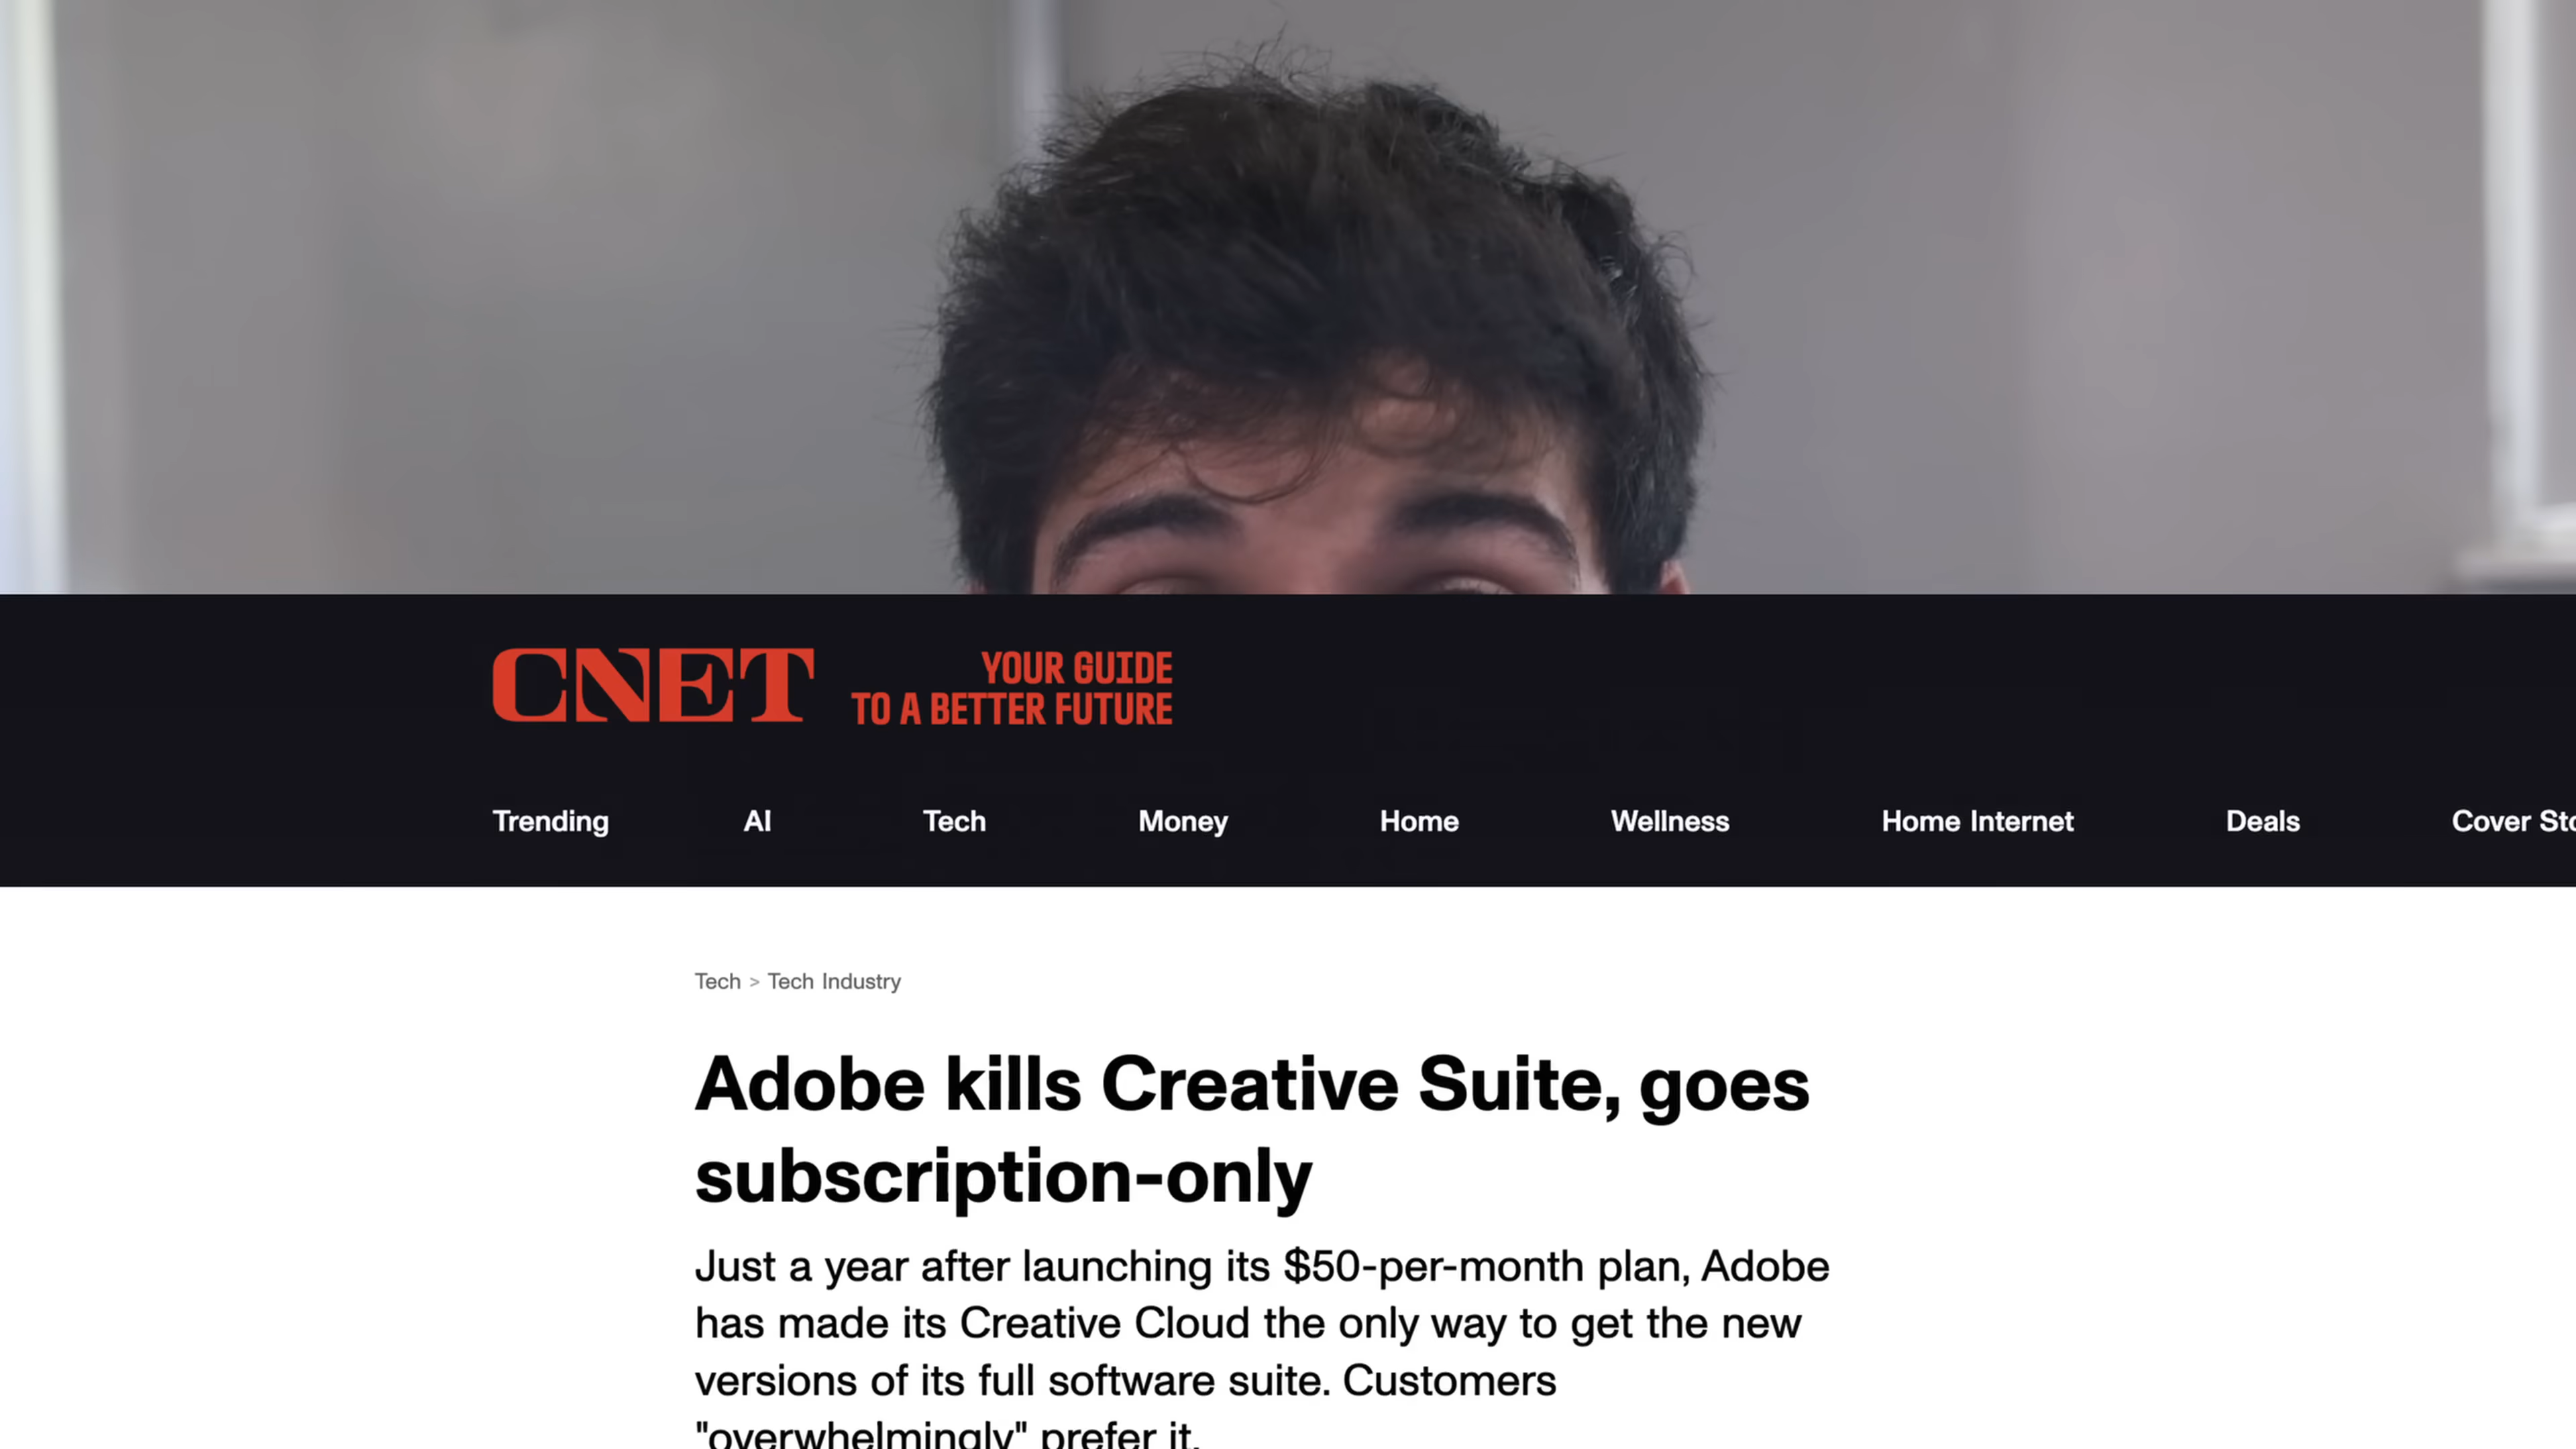 CNET
YOUR GUIDE
TO A BETTER FUTURE
Trending AI Tech Money Home Wellness Home Internet Deals Cover
Tech > Tech Industry
Adobe kills Creative Suite, goes
subscription-only
Just a year after launching its $50-per-month plan, Adobe
has made its Creative Cloud the only way to get the new
versions of its full software suite. Customers
"overwhelmingly" prefer it.